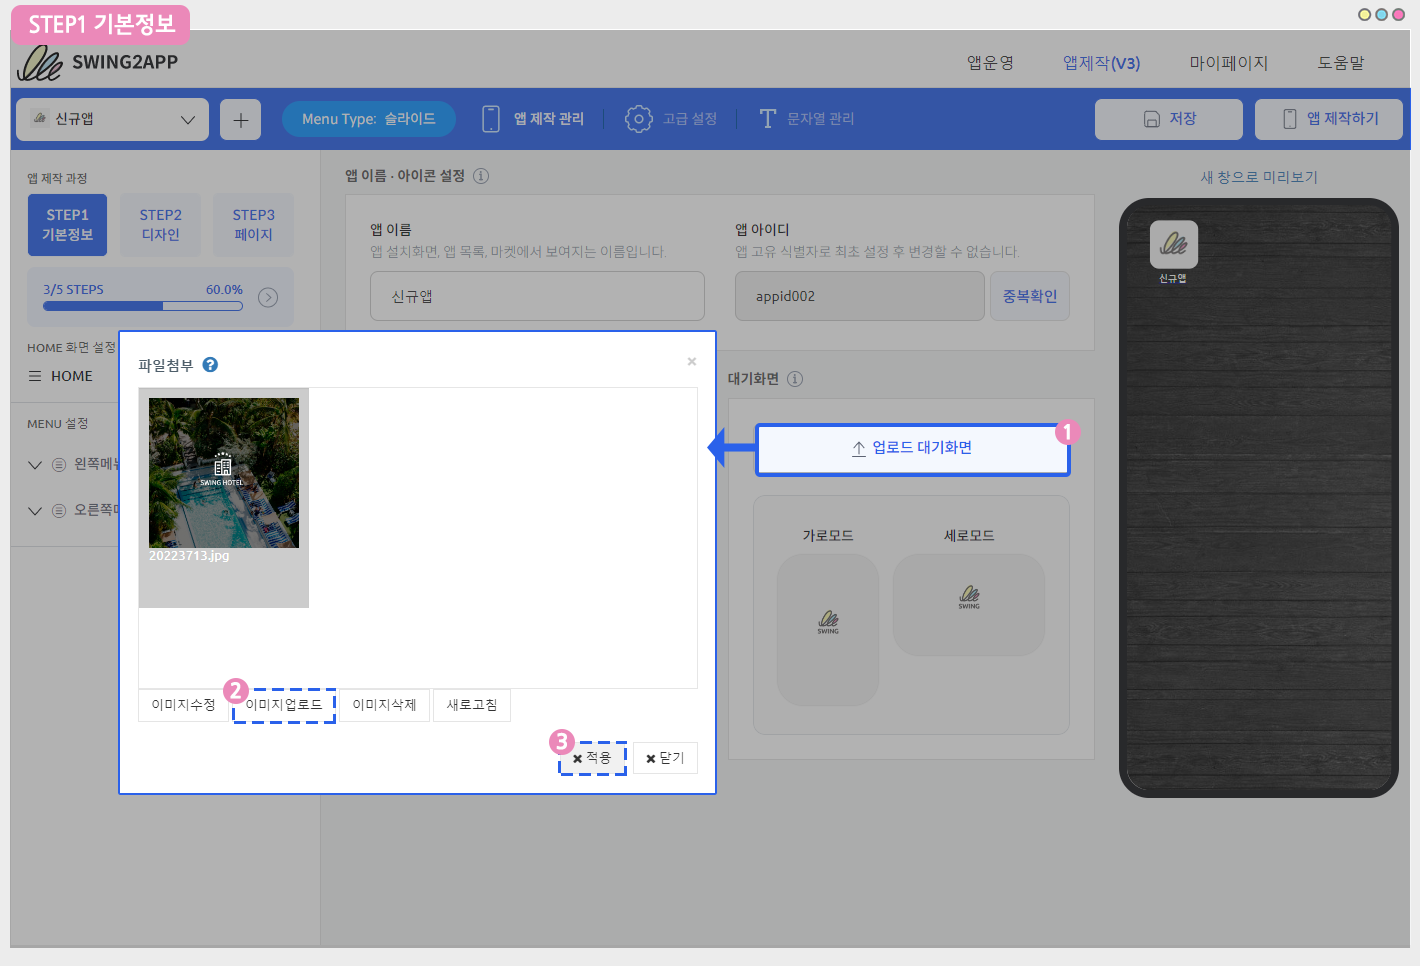 STEP1 기본정보
SWING2APP
앱운영
앱제작(V3)
마이페이지
도움말
신규앱
Menu Type: 슬라이드
앱 제작 관리
고급 설정
문자열 관리
저장
앱 제작하기
앱 제작 과정
STEP1
기본정보
STEP2
디자인
STEP3
페이지
3/5 STEPS
60.0%
HOME 화면 설정
HOME
MENU 설정
왼쪽메뉴
오른쪽
앱 이름 · 아이콘 설정
앱 이름
앱 설치화면, 앱 목록, 마켓에서 보여지는 이름입니다.
신규앱
앱 아이디
앱 고유 식별자로 최초 설정 후 변경할 수 없습니다.
appid002
중복확인
대기화면
1
업로드 대기화면
가로모드
세로모드
SWING
SWING
새 창으로 미리보기
신규앱
파일첨부
SWING HOTEL
20223713.jpg
이미지수정
2
이미지업로드
이미지삭제
새로고침
3
적용
닫기